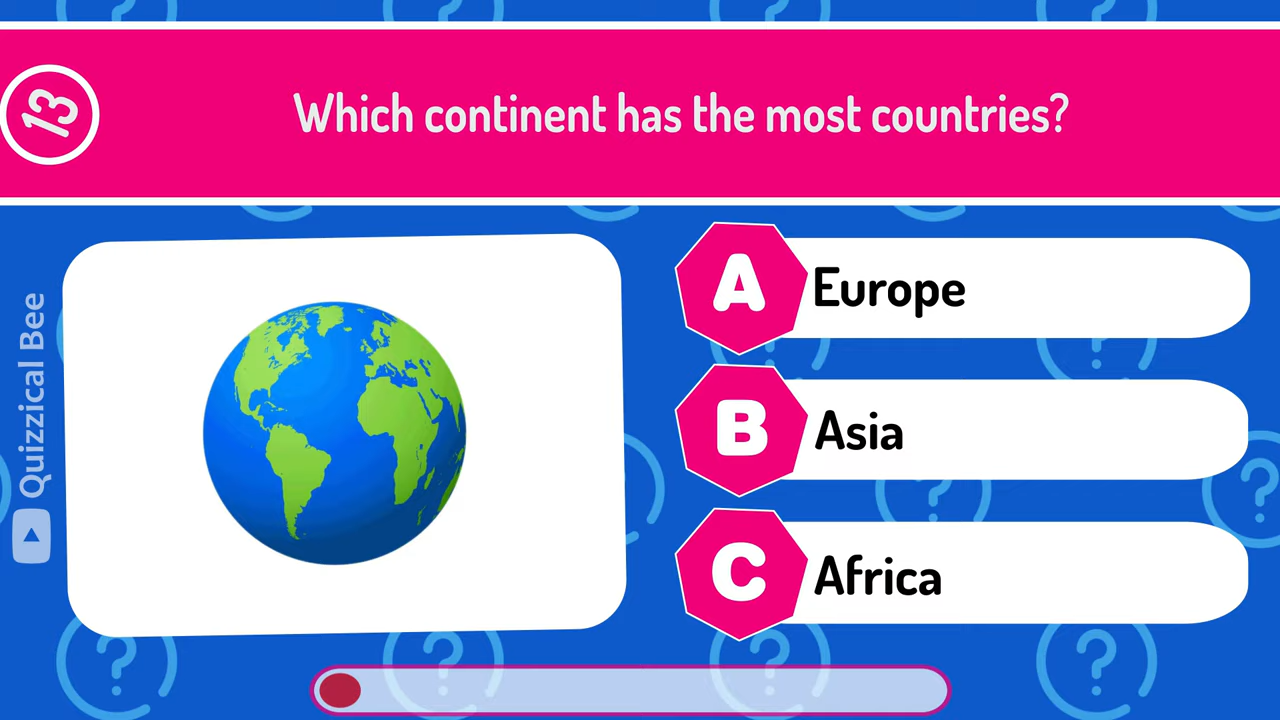 13
Which continent has the most countries?
Quizzical Bee
A
Europe
B
Asia
C
Africa